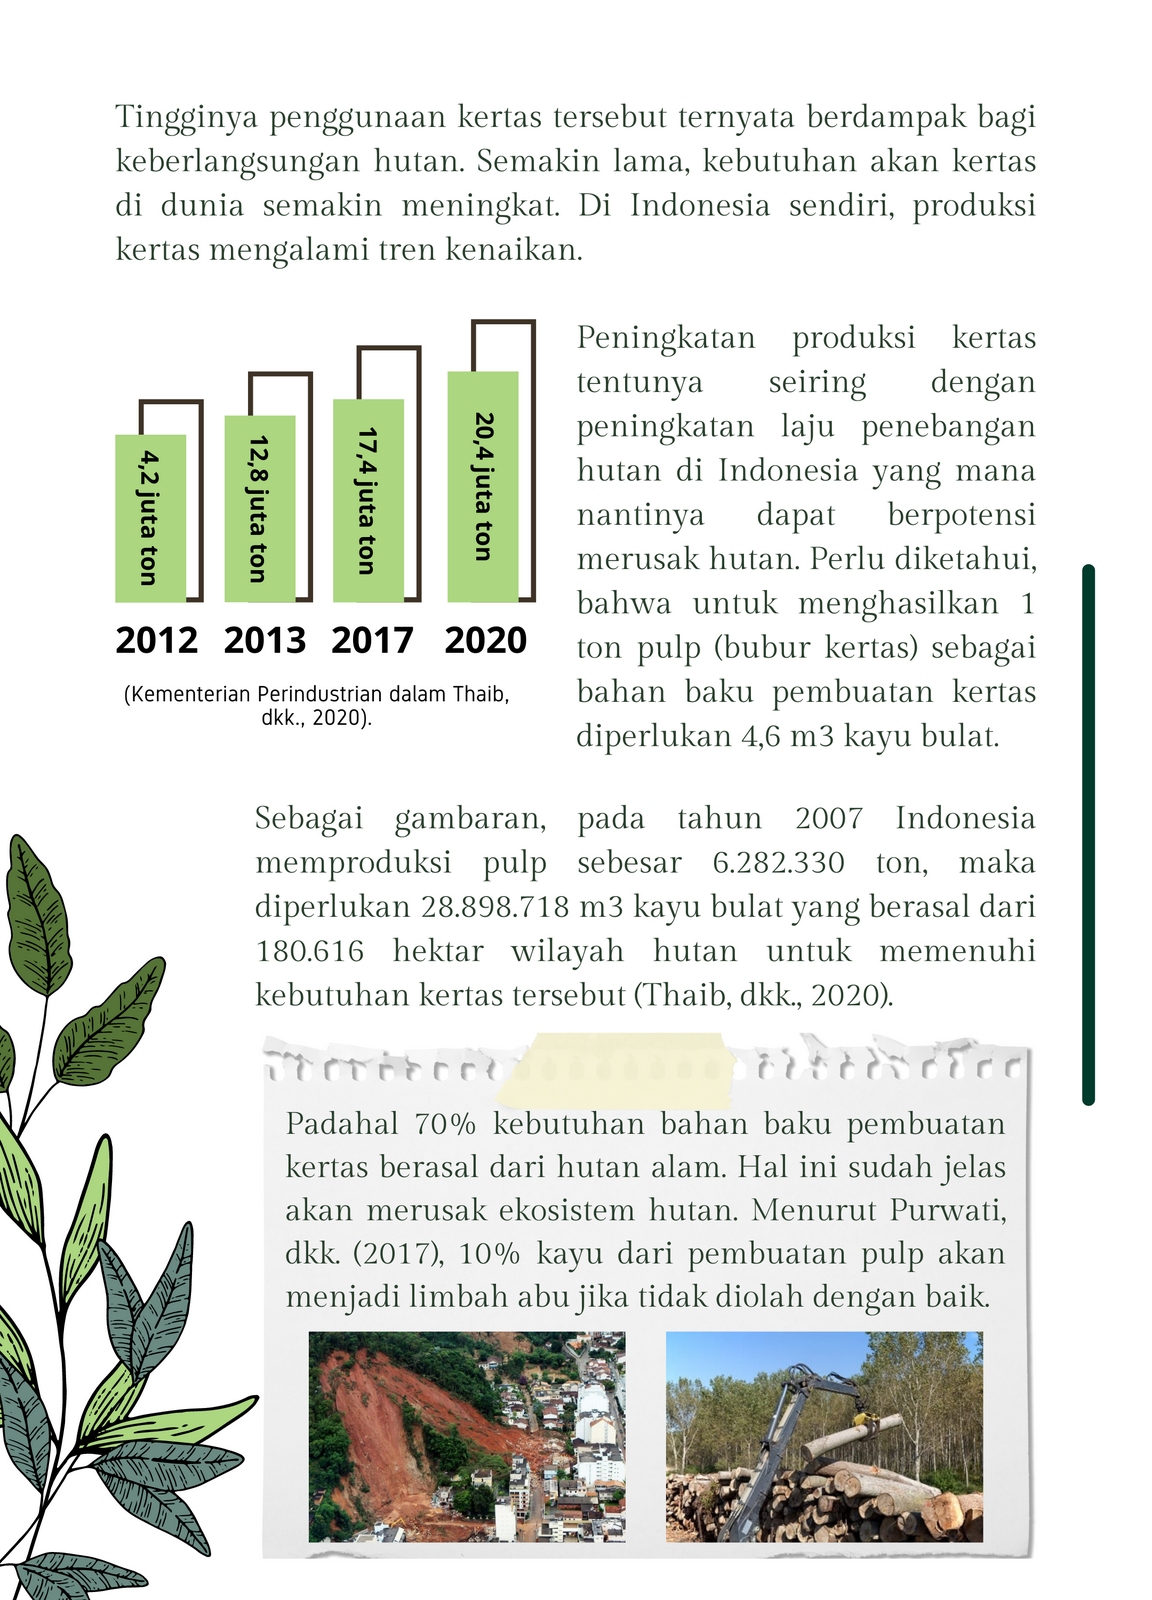 Tingginya penggunaan kertas tersebut ternyata berdampak bagi
keberlangsungan hutan. Semakin lama, kebutuhan akan kertas
di dunia semakin meningkat. Di Indonesia sendiri, produksi
kertas mengalami tren kenaikan.
4,2 juta ton
12,8 juta ton
17,4 juta ton
20,4 juta ton
2012 2013 2017 2020
(Kementerian Perindustrian dalam Thaib,
dkk., 2020).
Peningkatan produksi kertas
tentunya seiring dengan
peningkatan laju penebangan
hutan di Indonesia yang mana
nantinya dapat berpotensi
merusak hutan. Perlu diketahui,
bahwa untuk menghasilkan 1
ton pulp (bubur kertas) sebagai
bahan baku pembuatan kertas
diperlukan 4,6 m3 kayu bulat.
Sebagai gambaran, pada tahun 2007 Indonesia
memproduksi pulp sebesar 6.282.330 ton, maka
diperlukan 28.898.718 m3 kayu bulat yang berasal dari
180.616 hektar wilayah hutan untuk memenuhi
kebutuhan kertas tersebut (Thaib, dkk., 2020).
Padahal 70% kebutuhan bahan baku pembuatan
kertas berasal dari hutan alam. Hal ini sudah jelas
akan merusak ekosistem hutan. Menurut Purwati,
dkk. (2017), 10% kayu dari pembuatan pulp akan
menjadi limbah abu jika tidak diolah dengan baik.